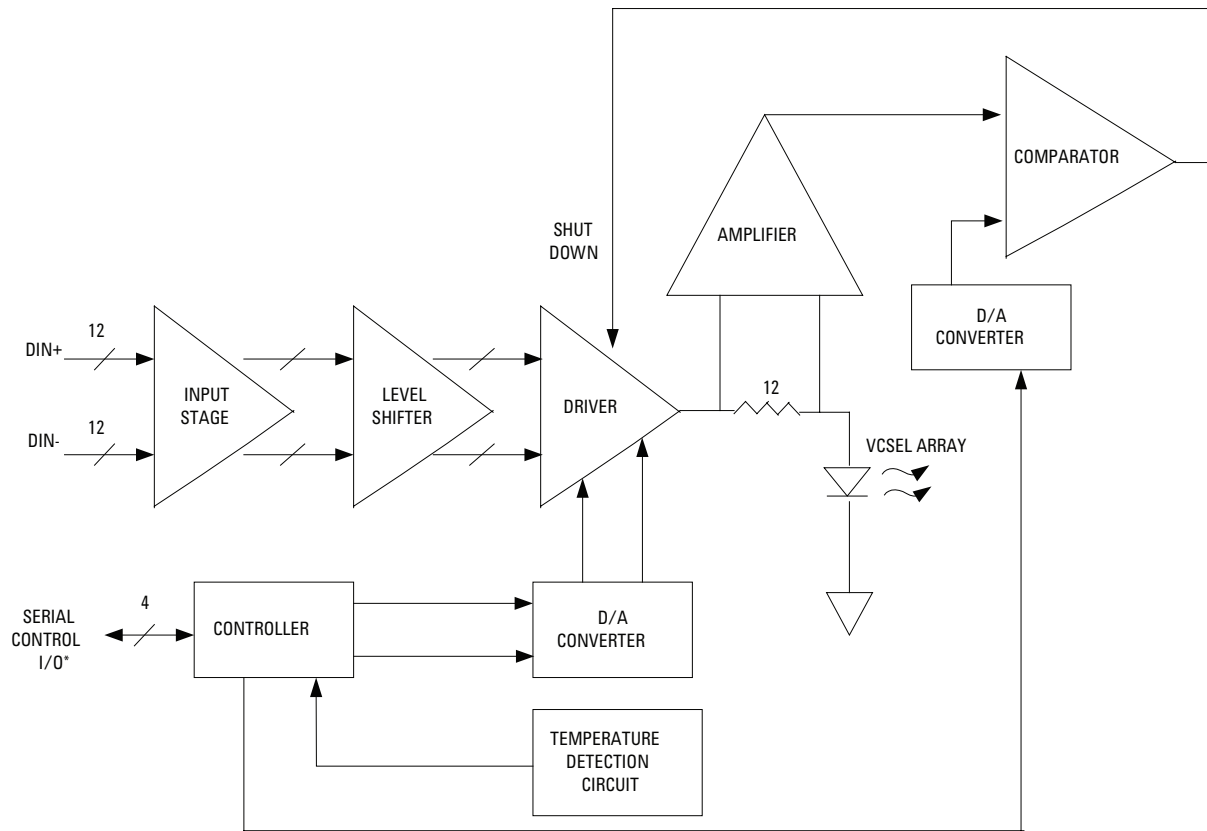 COMPARATOR
AMPLIFIER
SHUT
DOWN
D/A
CONVERTER
12
DIN+
INPUT
STAGE
LEVEL
SHIFTER
DRIVER
12
DIN-
12
VCSEL ARRAY
4
SERIAL
CONTROL
I/O*
CONTROLLER
D/A
CONVERTER
TEMPERATURE
DETECTION
CIRCUIT